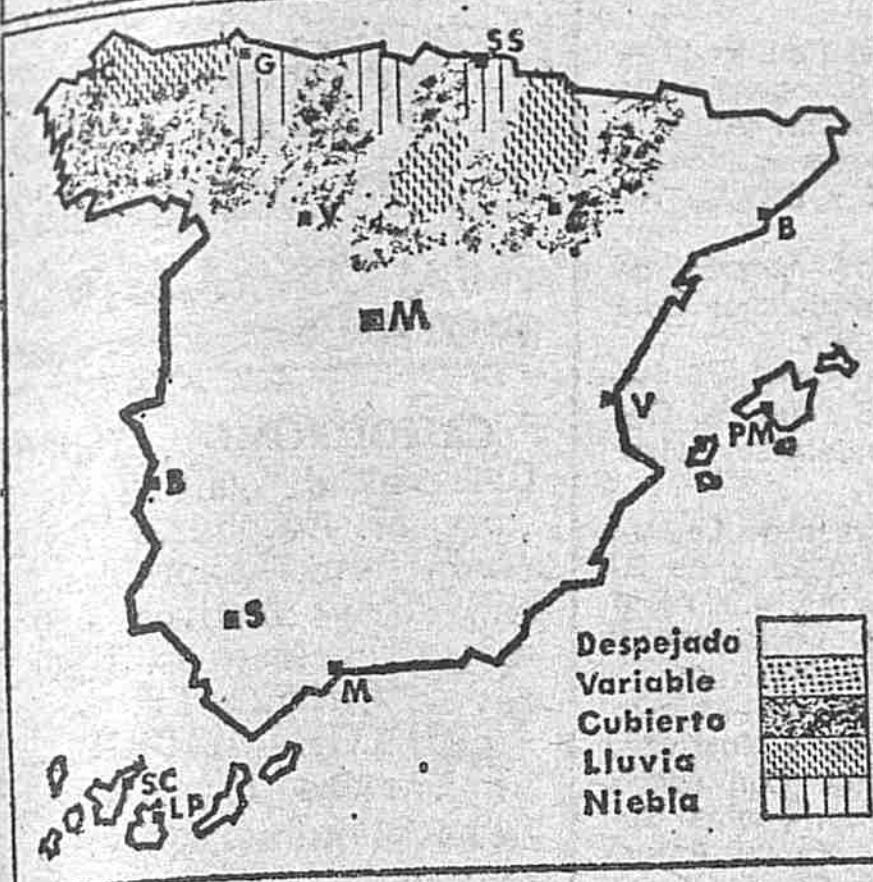 SS
G
V
B
M
V
PM
B
S
M
SC
LP
Despejado
Variable
Cubierto
Lluvia
Niebla